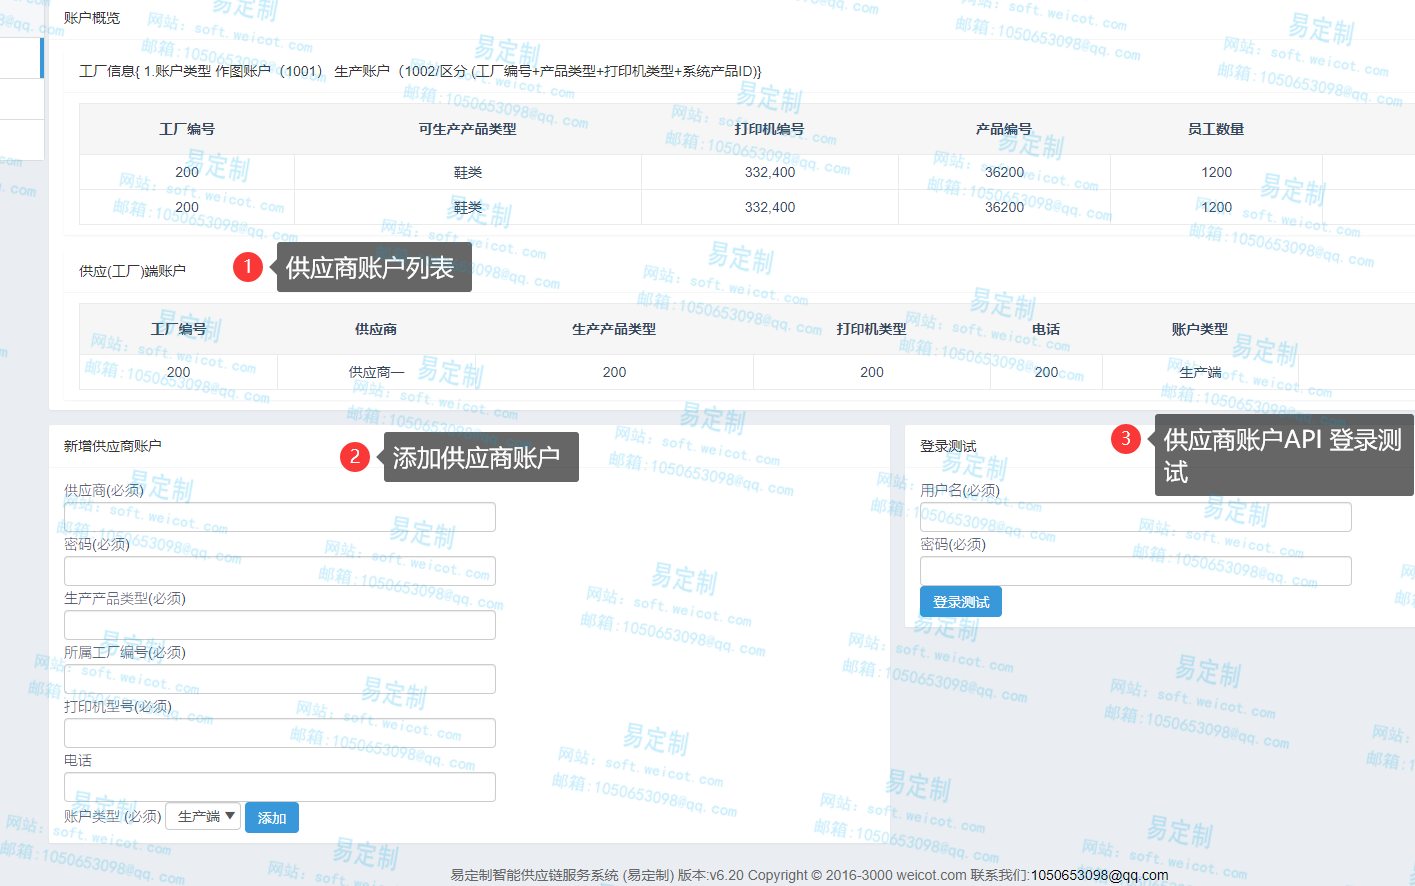 账户概览
工厂信息{ 1.账户类型 作图账户（1001） 生产账户（1002/区分 (工厂编号+产品类型+打印机类型+系统产品ID)}
工厂编号 可生产产品类型 打印机编号 产品编号 员工数量
200 鞋类 332,400 36200 1200
200 鞋类 332,400 36200 1200
供应(工厂)端账户
1 供应商账户列表
工厂编号 供应商 生产产品类型 打印机类型 电话 账户类型
200 供应商一 200 200 200 生产端
新增供应商账户
2 添加供应商账户
供应商(必须)
密码(必须)
生产产品类型(必须)
所属工厂编号(必须)
打印机型号(必须)
电话
账户类型 (必须) 生产端 添加
登录测试
3 供应商账户API 登录测
试
用户名(必须)
密码(必须)
登录测试
易定制智能供应链服务系统 (易定制) 版本:v6.20 Copyright © 2016-3000 weicot.com 联系我们:1050653098@qq.com
易定制
网站: soft.weicot.com
邮箱:1050653098@qq.com